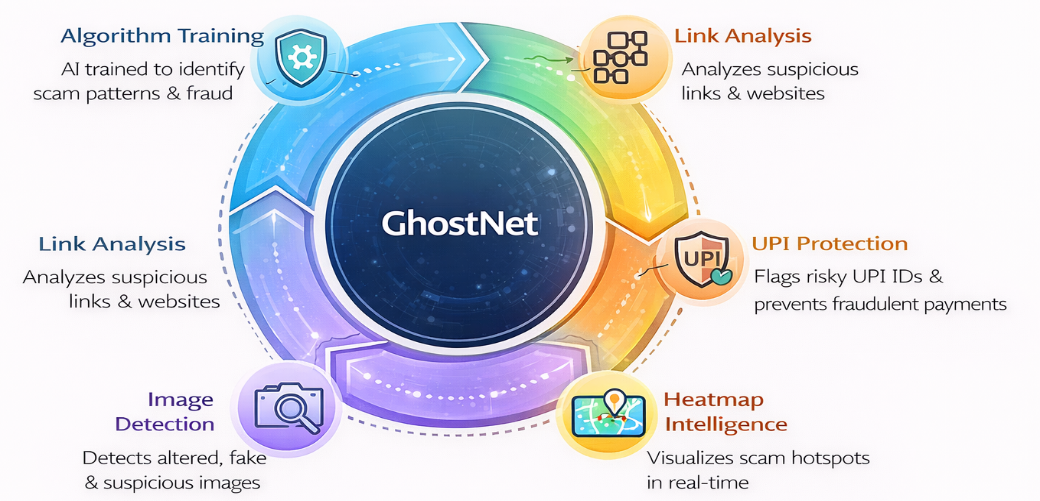 Algorithm Training
AI trained to identify
scam patterns & fraud
Link Analysis
Analyzes suspicious
links & websites
GhostNet
Link Analysis
Analyzes suspicious
links & websites
UPI
UPI Protection
Flags risky UPI IDs &
prevents fraudulent payments
Image
Detection
Detects altered, fake
& suspicious images
Heatmap
Intelligence
Visualizes scam hotspots
in real-time